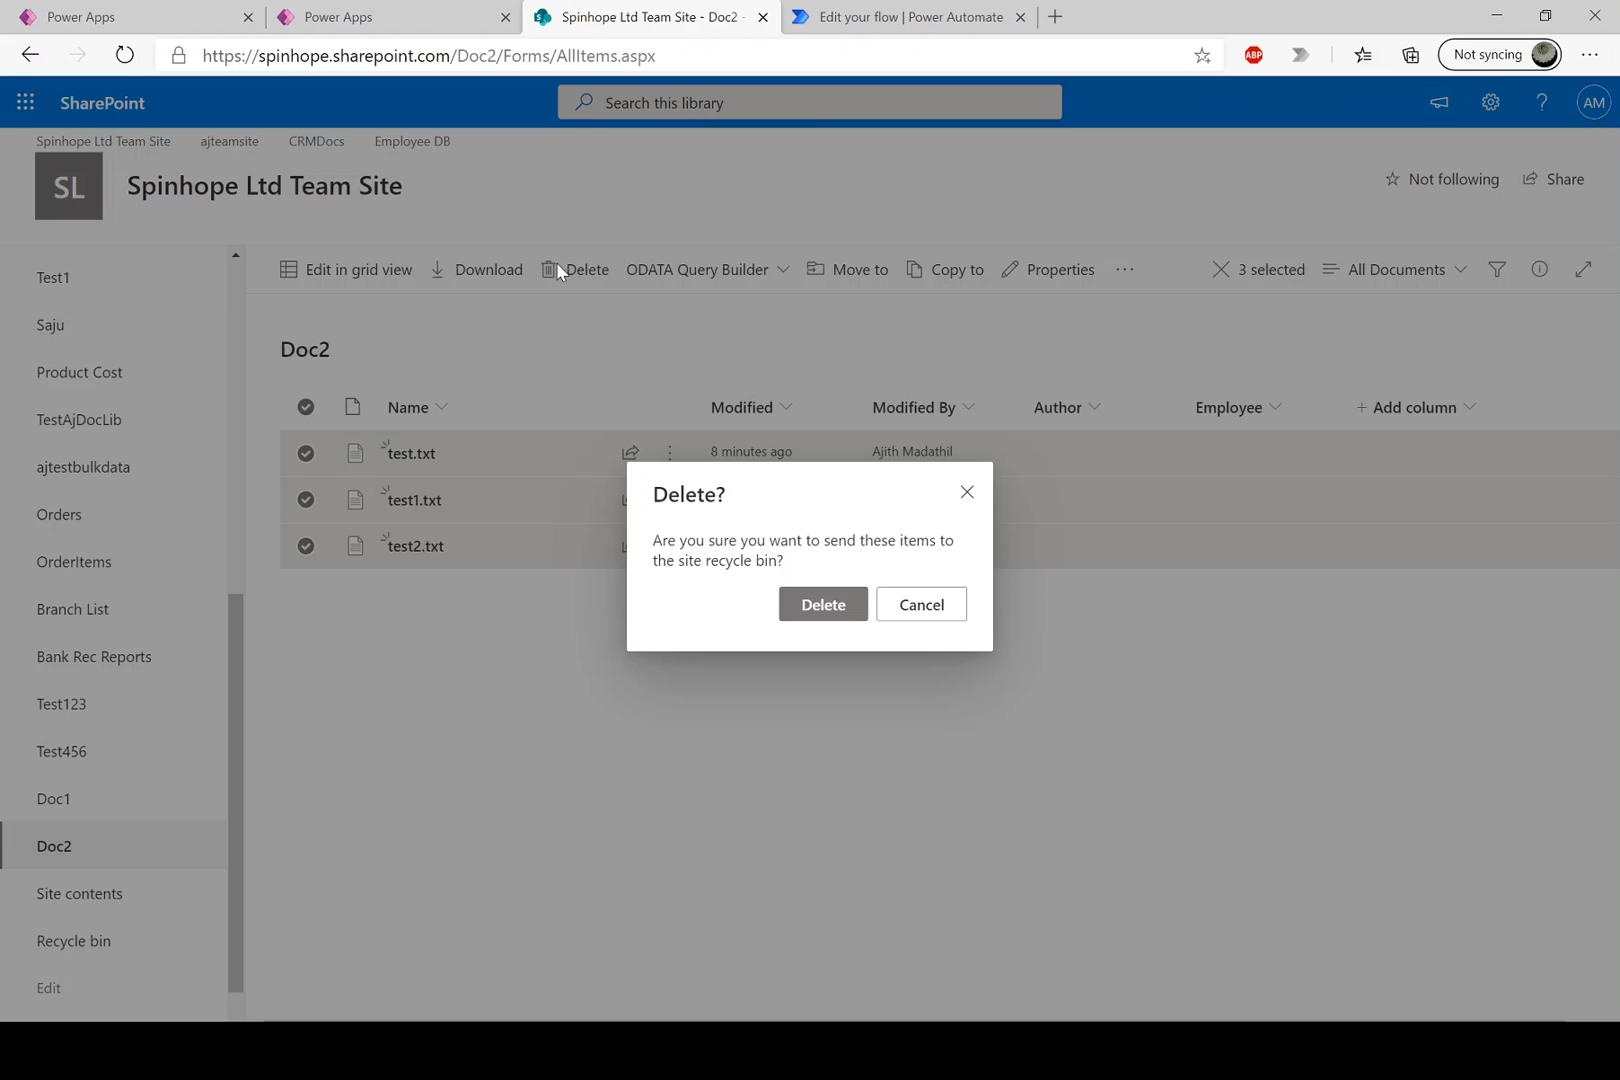 Power Apps
Power Apps
Spinhope Ltd Team Site - Doc2 -
Edit your flow | Power Automate
https://spinhope.sharepoint.com/Doc2/Forms/AllItems.aspx
ABP
Not syncing
SharePoint
Search this library
?
AM
Spinhope Ltd Team Site
ajteamsite
CRMDocs
Employee DB
SL
Spinhope Ltd Team Site
Not following
Share
Edit in grid view
Download
Delete
ODATA Query Builder
Move to
Copy to
Properties
3 selected
All Documents
Test1
Saju
Product Cost
TestAjDocLib
ajtestbulkdata
Orders
OrderItems
Branch List
Bank Rec Reports
Test123
Test456
Doc1
Doc2
Site contents
Recycle bin
Edit
Doc2
Name
Modified
Modified By
Author
Employee
+ Add column
test.txt
8 minutes ago
Ajith Madathil
test1.txt
test2.txt
Delete?
Are you sure you want to send these items to
the site recycle bin?
Delete
Cancel